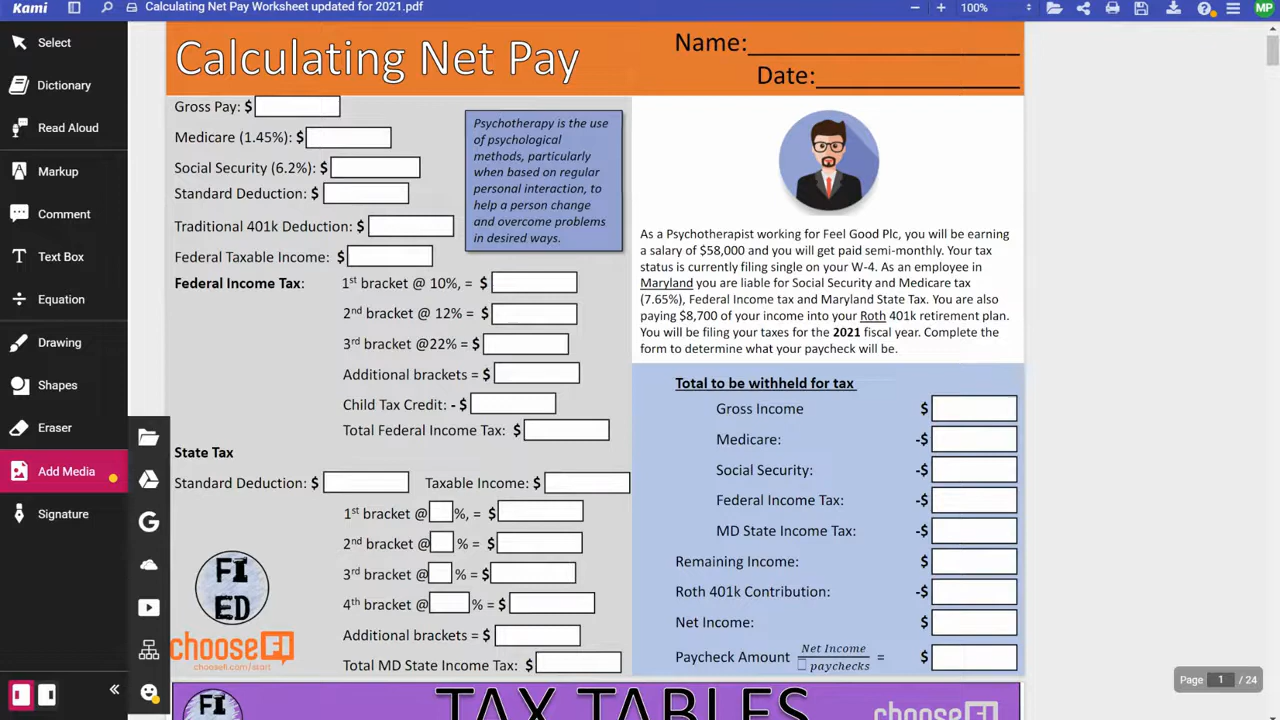 Kami
Calculating Net Pay Worksheet updated for 2021.pdf
100%
MP
Select
Dictionary
Read Aloud
Markup
Comment
Text Box
Equation
Drawing
Shapes
Eraser
Add Media
Signature
Calculating Net Pay
Name:
Date:
Gross Pay: $
Medicare (1.45%): $
Social Security (6.2%): $
Standard Deduction: $
Traditional 401k Deduction: $
Federal Taxable Income: $
Federal Income Tax:
1st bracket @ 10%, = $
2nd bracket @ 12% = $
3rd bracket @22% = $
Additional brackets = $
Child Tax Credit: - $
Total Federal Income Tax: $
State Tax
Standard Deduction: $
Taxable Income: $
1st bracket @ %, = $
2nd bracket @ % = $
3rd bracket @ % = $
4th bracket @ % = $
Additional brackets = $
Total MD State Income Tax: $
FI
ED
chooseFI
choosefi.com/start
Psychotherapy is the use
of psychological
methods, particularly
when based on regular
personal interaction, to
help a person change
and overcome problems
in desired ways.
As a Psychotherapist working for Feel Good Plc, you will be earning
a salary of $58,000 and you will get paid semi-monthly. Your tax
status is currently filing single on your W-4. As an employee in
Maryland you are liable for Social Security and Medicare tax
(7.65%), Federal Income tax and Maryland State Tax. You are also
paying $8,700 of your income into your Roth 401k retirement plan.
You will be filing your taxes for the 2021 fiscal year. Complete the
form to determine what your paycheck will be.
Total to be withheld for tax
Gross Income $
Medicare: -$
Social Security: -$
Federal Income Tax: -$
MD State Income Tax: -$
Remaining Income: $
Roth 401k Contribution: -$
Net Income: $
Paycheck Amount Net Income / paychecks = $
Page 1 / 24
FI
TAX TABLES
chooseFI